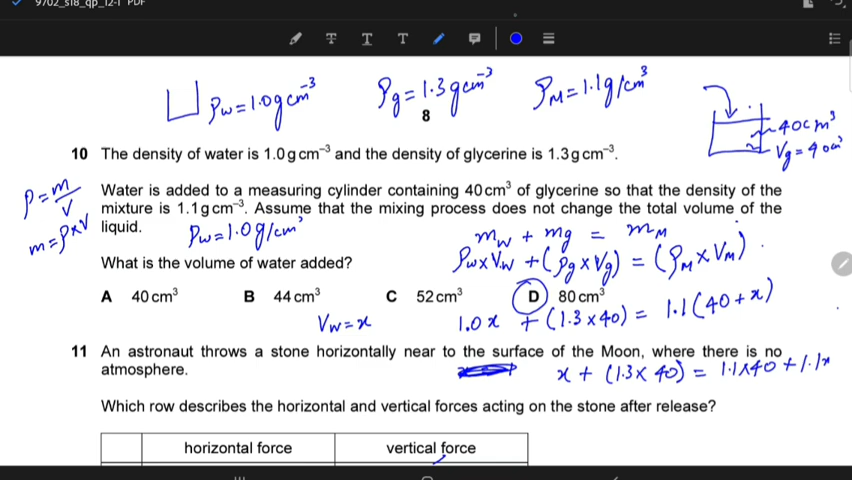 9702_s18_qp_12-1 PDF
ρw = 1.0 g cm⁻³ ρg = 1.3 g cm⁻³ ρM = 1.1 g/cm³
8
40cm³
Vg = 40cm³
10 The density of water is 1.0 g cm⁻³ and the density of glycerine is 1.3 g cm⁻³.
ρ = m/V
m = ρ×V
Water is added to a measuring cylinder containing 40 cm³ of glycerine so that the density of the
mixture is 1.1 g cm⁻³. Assume that the mixing process does not change the total volume of the
liquid.
ρw = 1.0 g/cm³
mw + mg = mM
ρw×Vw + (ρg×Vg) = (ρM×VM)
What is the volume of water added?
A 40 cm³ B 44 cm³ C 52 cm³ D 80 cm³
Vw = x
1.0x + (1.3×40) = 1.1(40+x)
11 An astronaut throws a stone horizontally near to the surface of the Moon, where there is no
atmosphere.
x + (1.3×40) = 1.1×40 + 1.1x
Which row describes the horizontal and vertical forces acting on the stone after release?
horizontal force vertical force